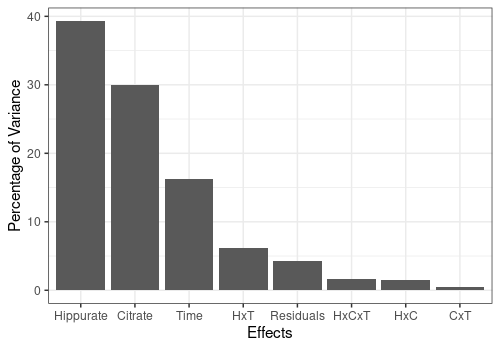 Percentage of Variance
40
30
20
10
0
Hippurate Citrate Time HxT Residuals HxCxT HxC CxT
Effects